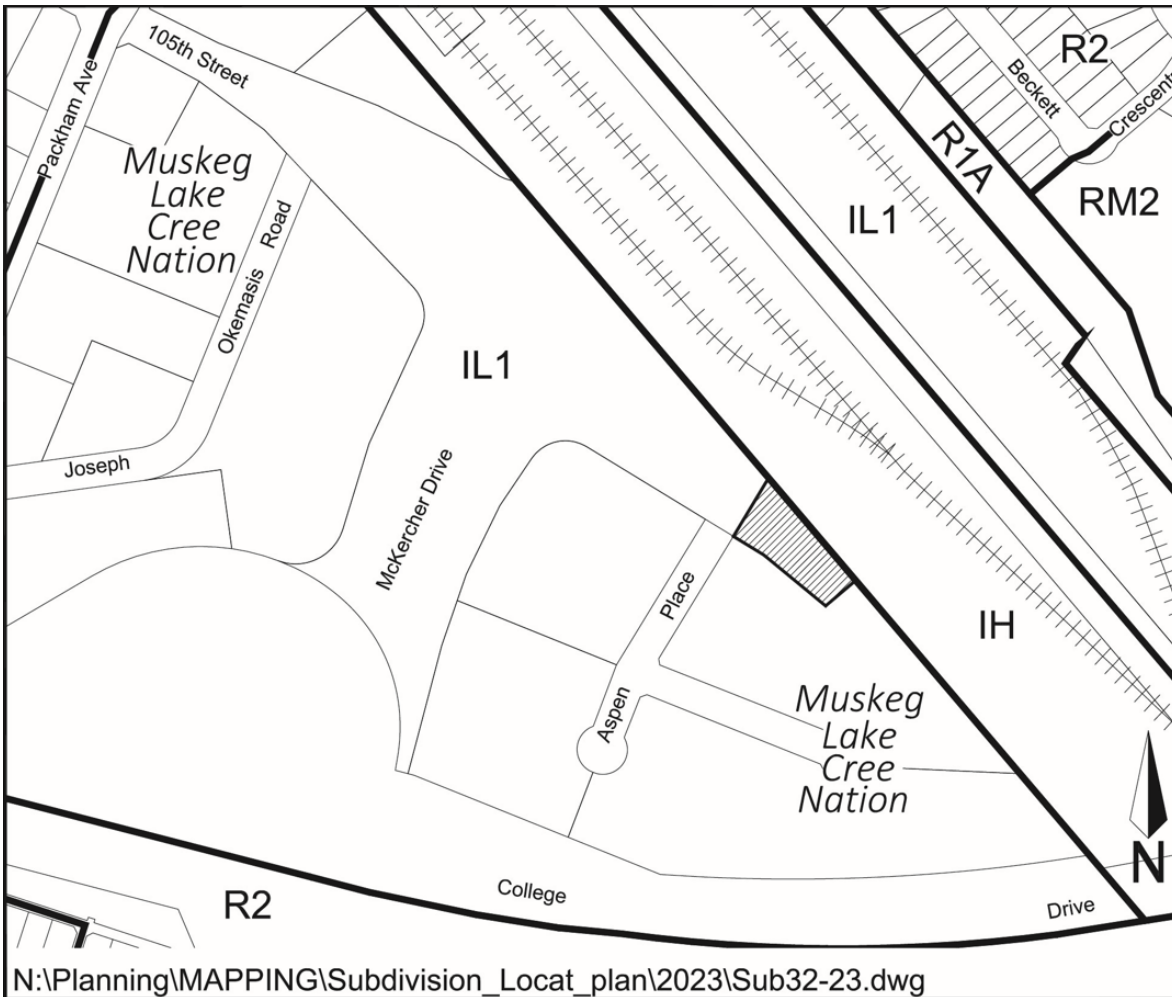 105th Street
Packham Ave
Muskeg
Lake
Cree
Nation
Okemasis Road
Joseph
IL1
McKercher Drive
R2
Beckett
Crescent
R1A
RM2
IL1
Aspen Place
IH
Muskeg
Lake
Cree
Nation
N
College Drive
R2
N:\Planning\MAPPING\Subdivision_Locat_plan\2023\Sub32-23.dwg